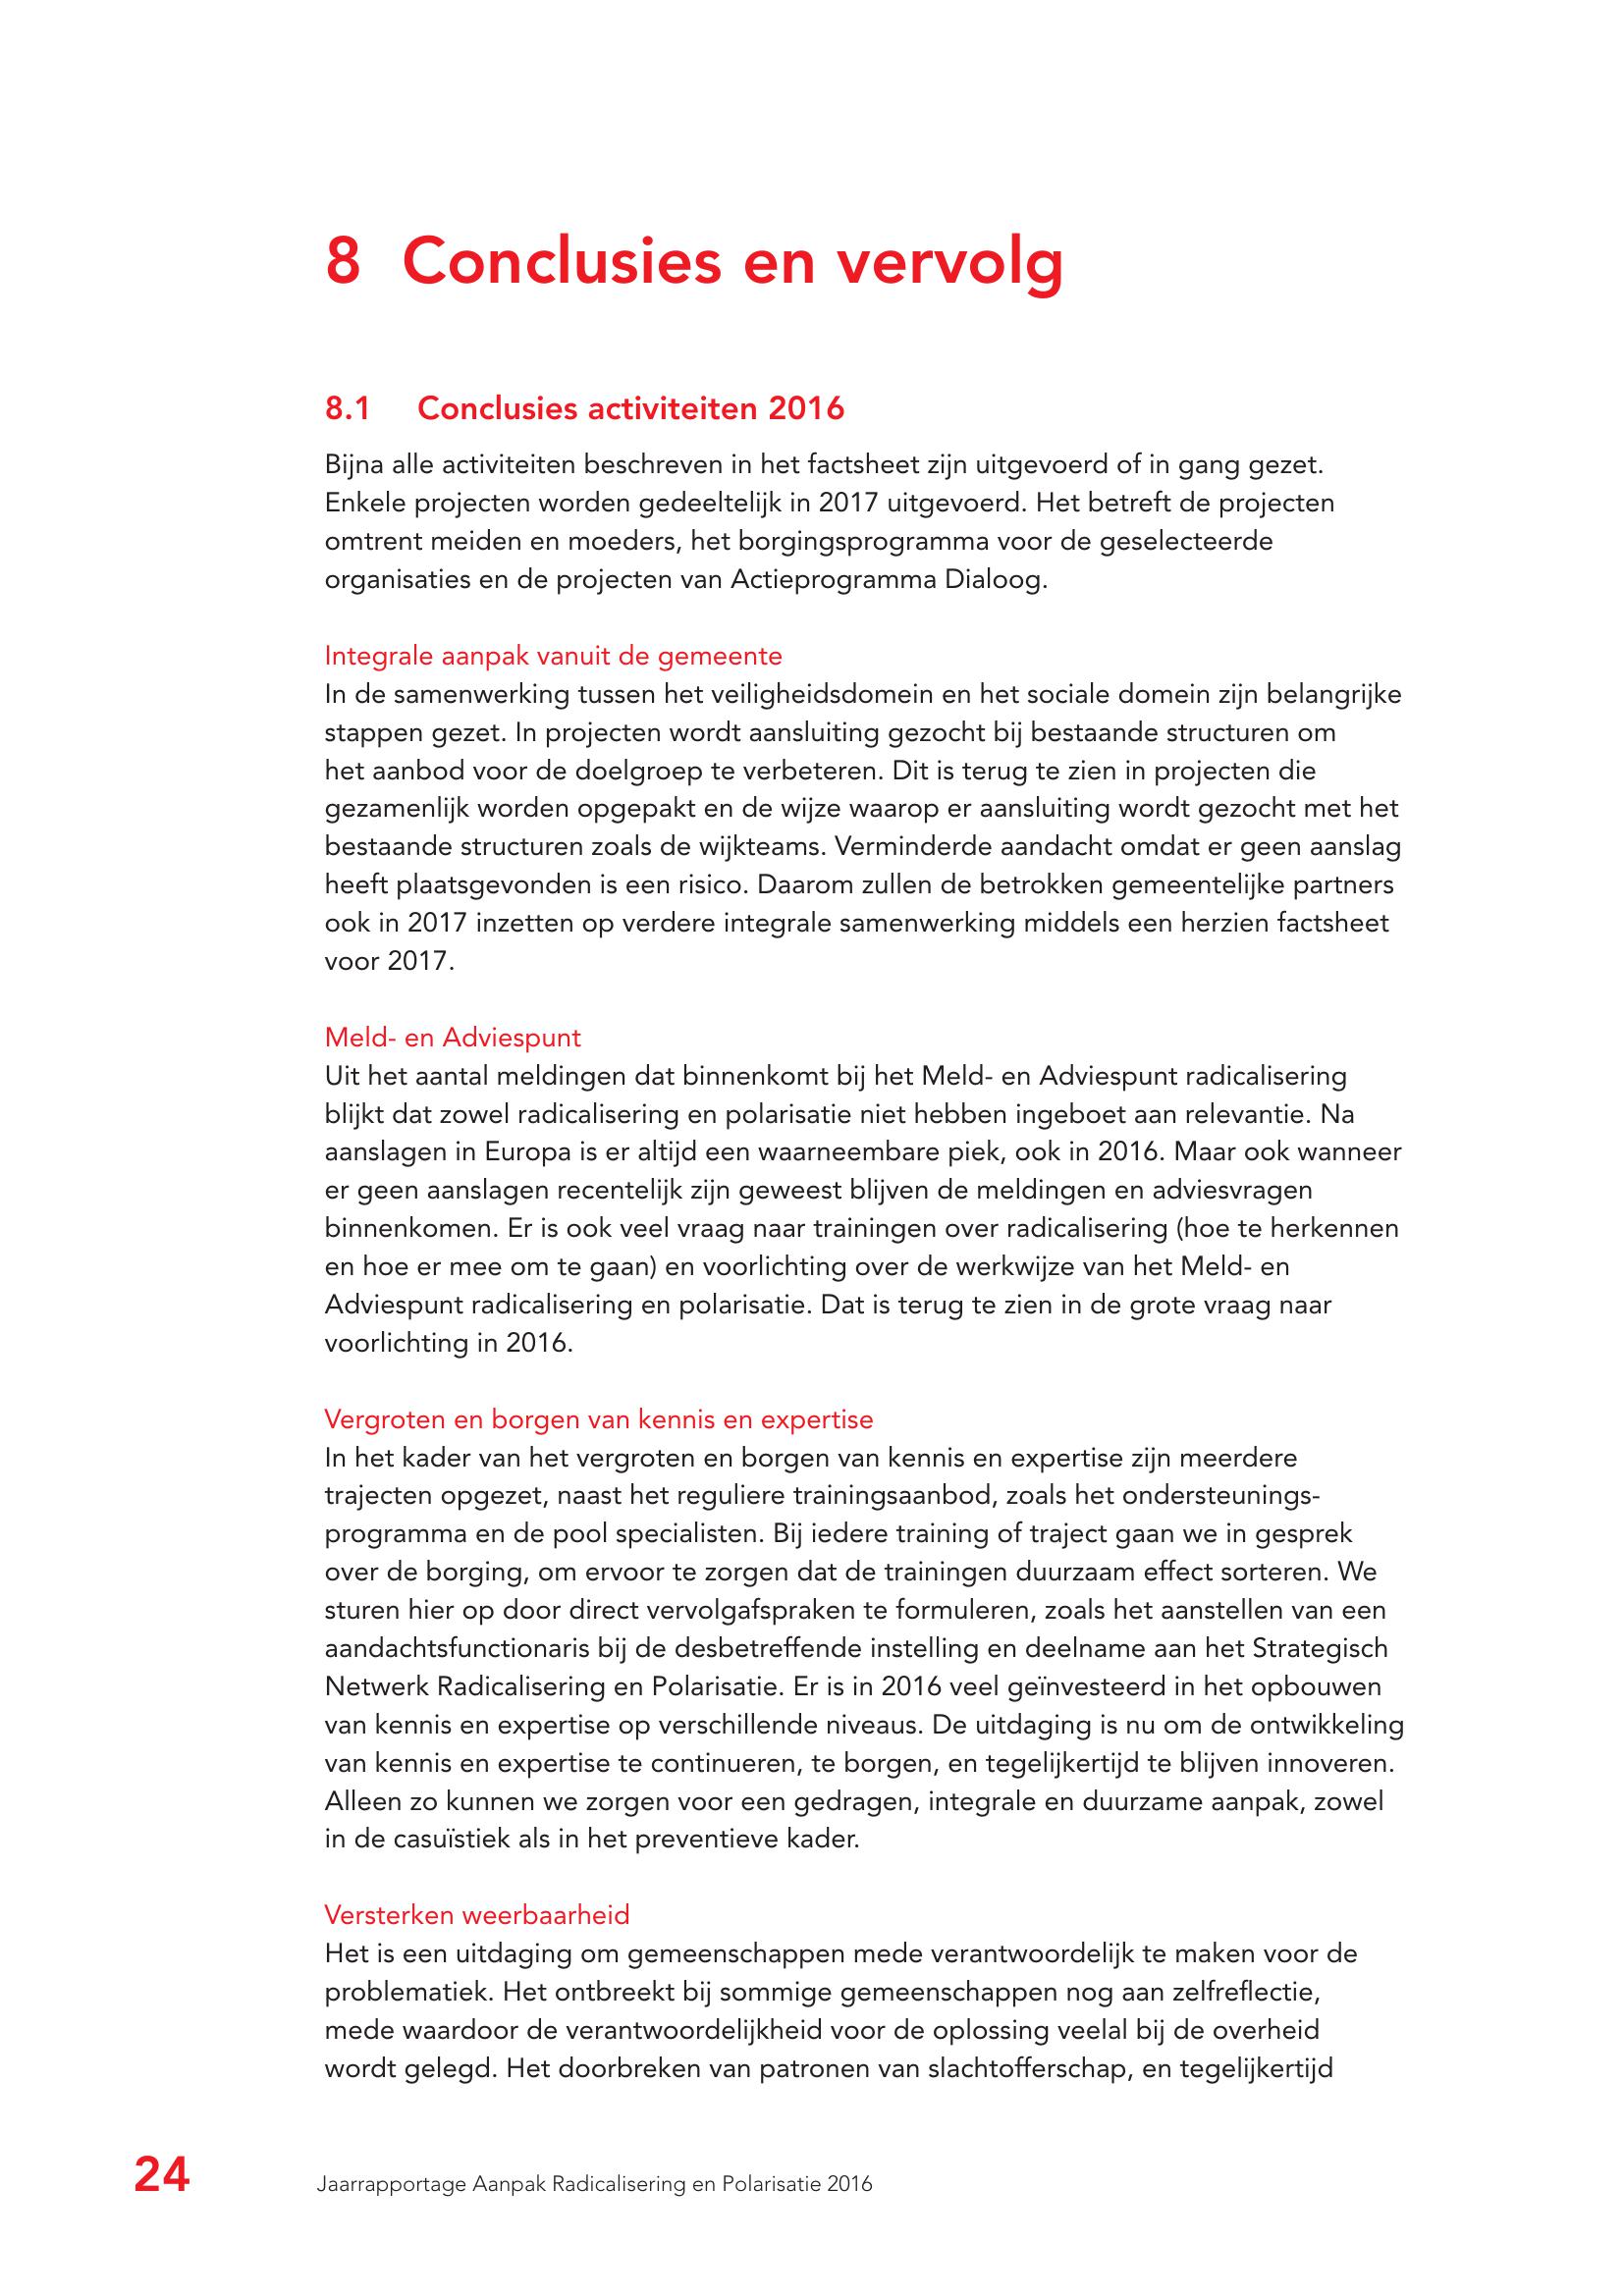 8 Conclusies en vervolg
8.1 Conclusies activiteiten 2016
Bijna alle activiteiten beschreven in het factsheet zijn uitgevoerd of in gang gezet.
Enkele projecten worden gedeeltelijk in 2017 uitgevoerd. Het betreft de projecten
omtrent meiden en moeders, het borgingsprogramma voor de geselecteerde
organisaties en de projecten van Actieprogramma Dialoog.
Integrale aanpak vanuit de gemeente
In de samenwerking tussen het veiligheidsdomein en het sociale domein zijn belangrijke
stappen gezet. In projecten wordt aansluiting gezocht bij bestaande structuren om
het aanbod voor de doelgroep te verbeteren. Dit is terug te zien in projecten die
gezamenlijk worden opgepakt en de wijze waarop er aansluiting wordt gezocht met het
bestaande structuren zoals de wijkteams. Verminderde aandacht omdat er geen aanslag
heeft plaatsgevonden is een risico. Daarom zullen de betrokken gemeentelijke partners
ook in 2017 inzetten op verdere integrale samenwerking middels een herzien factsheet
voor 2017.
Meld- en Adviespunt
Uit het aantal meldingen dat binnenkomt bij het Meld- en Adviespunt radicalisering
blijkt dat zowel radicalisering en polarisatie niet hebben ingeboet aan relevantie. Na
aanslagen in Europa is er altijd een waarneembare piek, ook in 2016. Maar ook wanneer
er geen aanslagen recentelijk zijn geweest blijven de meldingen en adviesvragen
binnenkomen. Er is ook veel vraag naar trainingen over radicalisering (hoe te herkennen
en hoe er mee om te gaan) en voorlichting over de werkwijze van het Meld- en
Adviespunt radicalisering en polarisatie. Dat is terug te zien in de grote vraag naar
voorlichting in 2016.
Vergroten en borgen van kennis en expertise
In het kader van het vergroten en borgen van kennis en expertise zijn meerdere
trajecten opgezet, naast het reguliere trainingsaanbod, zoals het ondersteunings-
programma en de pool specialisten. Bij iedere training of traject gaan we in gesprek
over de borging, om ervoor te zorgen dat de trainingen duurzaam effect sorteren. We
sturen hier op door direct vervolgafspraken te formuleren, zoals het aanstellen van een
aandachtsfunctionaris bij de desbetreffende instelling en deelname aan het Strategisch
Netwerk Radicalisering en Polarisatie. Er is in 2016 veel geïnvesteerd in het opbouwen
van kennis en expertise op verschillende niveaus. De uitdaging is nu om de ontwikkeling
van kennis en expertise te continueren, te borgen, en tegelijkertijd te blijven innoveren.
Alleen zo kunnen we zorgen voor een gedragen, integrale en duurzame aanpak, zowel
in de casuïstiek als in het preventieve kader.
Versterken weerbaarheid
Het is een uitdaging om gemeenschappen mede verantwoordelijk te maken voor de
problematiek. Het ontbreekt bij sommige gemeenschappen nog aan zelfreflectie,
mede waardoor de verantwoordelijkheid voor de oplossing veelal bij de overheid
wordt gelegd. Het doorbreken van patronen van slachtofferschap, en tegelijkertijd
24 Jaarrapportage Aanpak Radicalisering en Polarisatie 2016